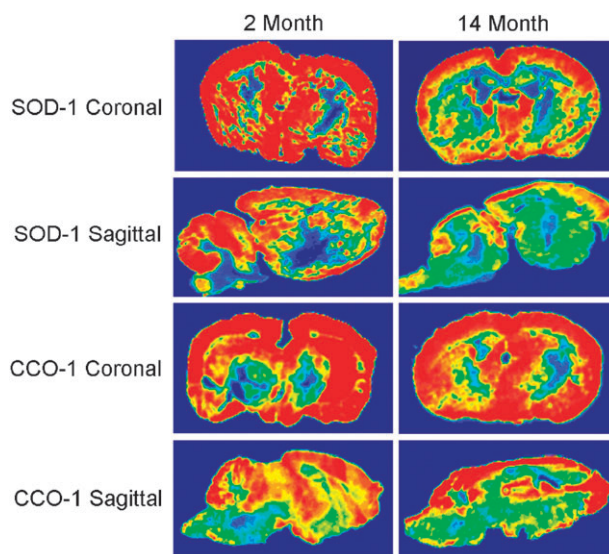 2 Month 14 Month
SOD-1 Coronal
SOD-1 Sagittal
CCO-1 Coronal
CCO-1 Sagittal